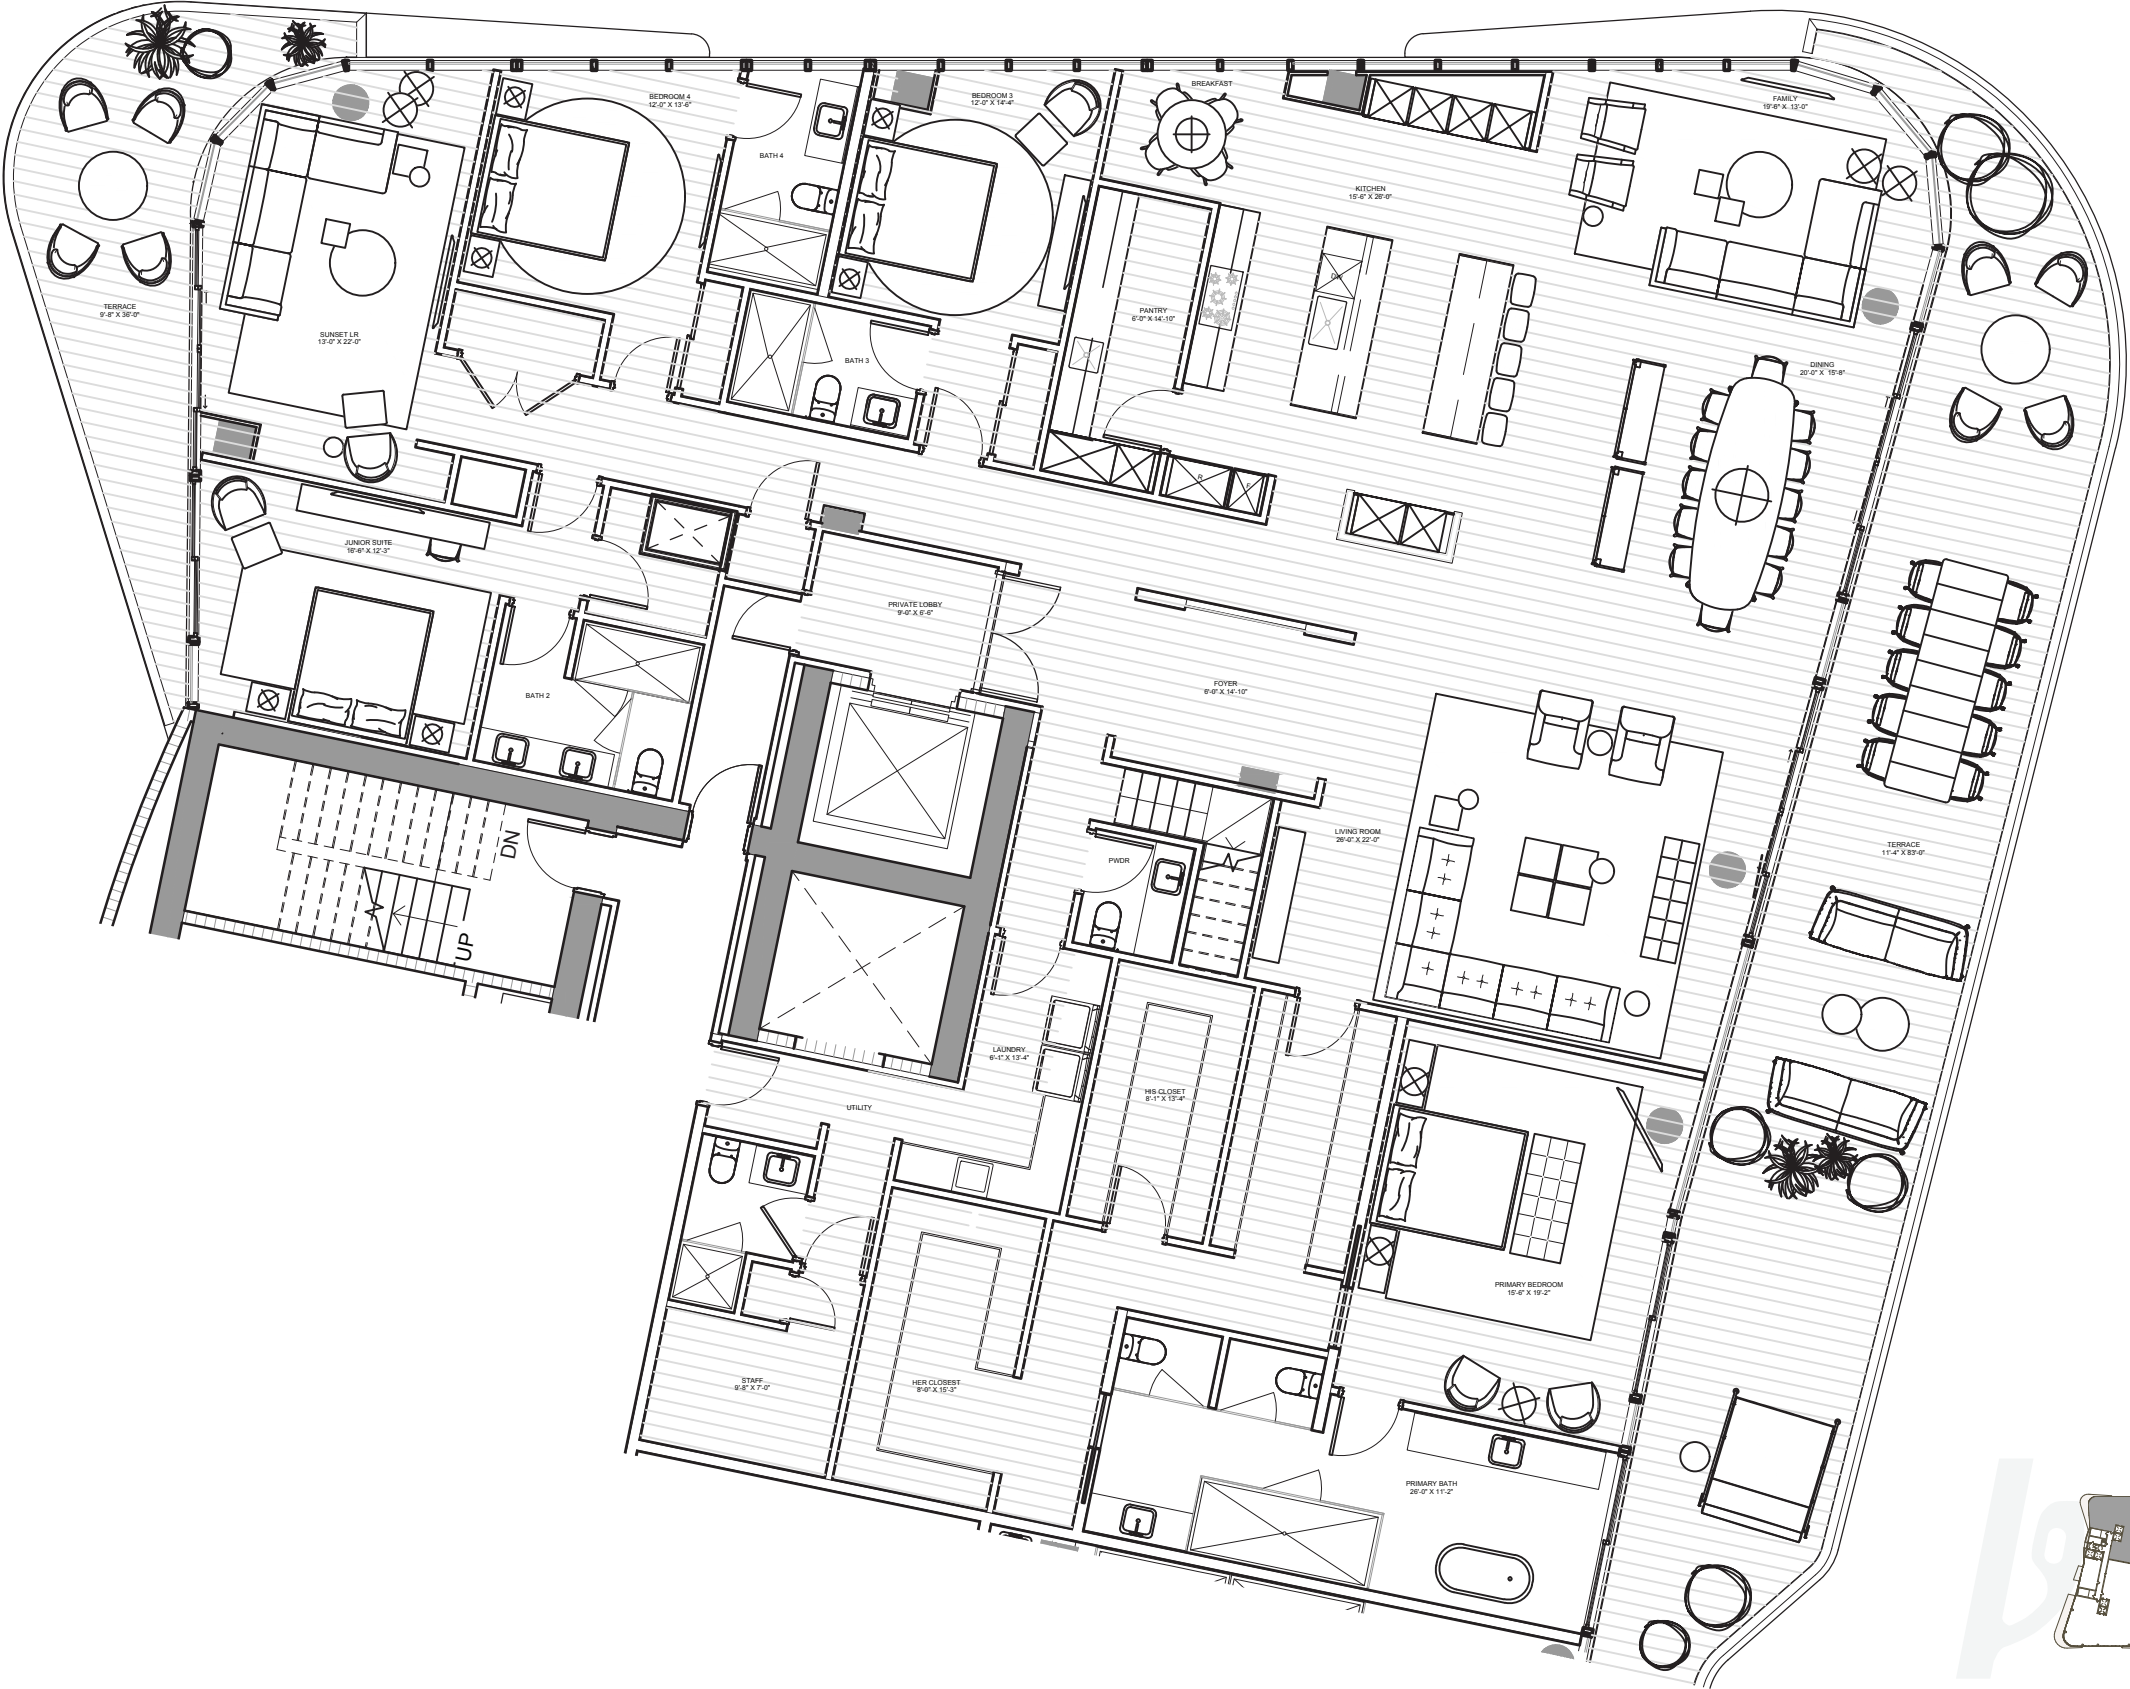 BEDROOM 4
12'-0" X 13'-6"
BEDROOM 3
12'-0" X 14'-4"
BREAKFAST
FAMILY
19'-6" X 13'-0"
BATH 4
KITCHEN
15'-6" X 26'-0"
DW
TERRACE
9'-8" X 36'-0"
SUNSET LR
13'-0" X 22'-0"
PANTRY
6'-0" X 14'-10"
BATH 3
DINING
20'-0" X 15'-8"
R
F
JUNIOR SUITE
16'-6" X 12'-3"
PRIVATE LOBBY
9'-0" X 6'-6"
BATH 2
FOYER
6'-0" X 14'-10"
DN
UP
PWDR
LIVING ROOM
26'-0" X 22'-0"
TERRACE
11'-4" X 83'-0"
LAUNDRY
6'-1" X 13'-4"
HIS CLOSET
8'-1" X 13'-4"
UTILITY
PRIMARY BEDROOM
15'-6" X 19'-2"
STAFF
9'-8" X 7'-0"
HER CLOSEST
8'-0" X 15'-3"
PRIMARY BATH
26'-0" X 11'-2"